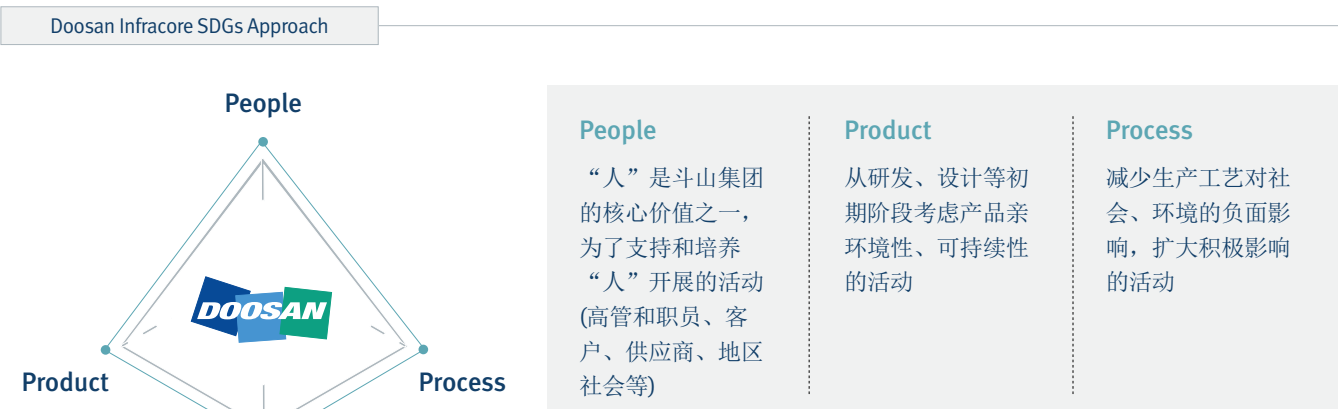 Doosan Infracore SDGs Approach
People
DOOSAN
Product
Process
People
“人”是斗山集团
的核心价值之一，
为了支持和培养
“人”开展的活动
(高管和职员、客
户、供应商、地区
社会等)
Product
从研发、设计等初
期阶段考虑产品亲
环境性、可持续性
的活动
Process
减少生产工艺对社
会、环境的负面影
响，扩大积极影响
的活动